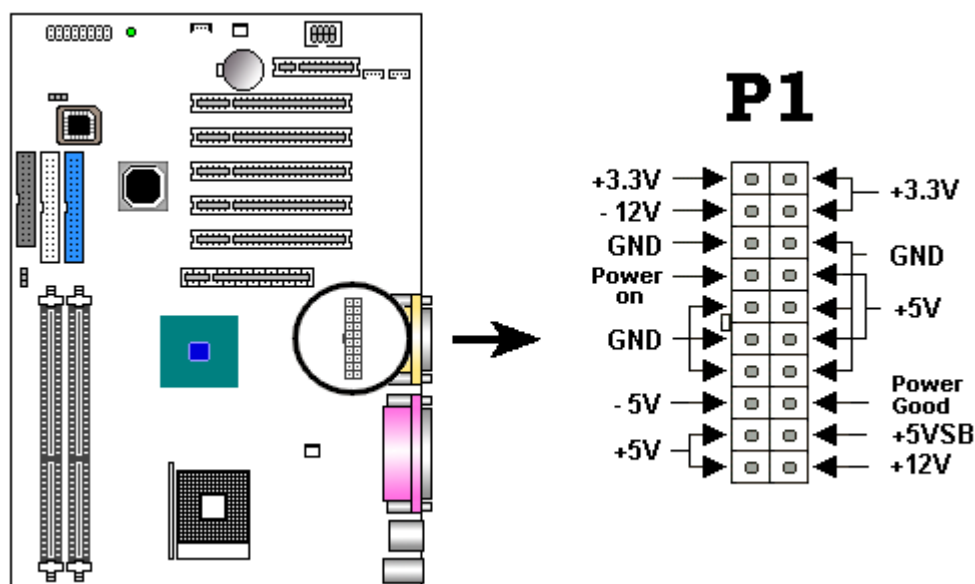 P1
+3.3V
- 12V
GND
Power
on
GND
- 5V
+5V
+3.3V
GND
+5V
Power
Good
+5VSB
+12V